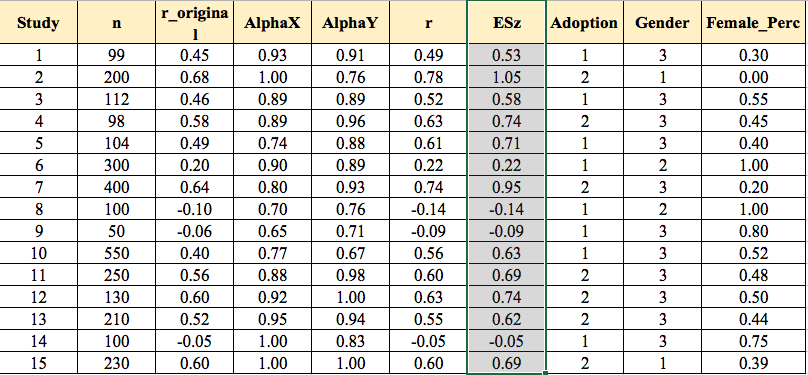 Study n r_origina
l AlphaX AlphaY r ESz Adoption Gender Female_Perc
1 99 0.45 0.93 0.91 0.49 0.53 1 3 0.30
2 200 0.68 1.00 0.76 0.78 1.05 2 1 0.00
3 112 0.46 0.89 0.89 0.52 0.58 1 3 0.55
4 98 0.58 0.89 0.96 0.63 0.74 2 3 0.45
5 104 0.49 0.74 0.88 0.61 0.71 1 3 0.40
6 300 0.20 0.90 0.89 0.22 0.22 1 2 1.00
7 400 0.64 0.80 0.93 0.74 0.95 2 3 0.20
8 100 -0.10 0.70 0.76 -0.14 -0.14 1 2 1.00
9 50 -0.06 0.65 0.71 -0.09 -0.09 1 3 0.80
10 550 0.40 0.77 0.67 0.56 0.63 1 3 0.52
11 250 0.56 0.88 0.98 0.60 0.69 2 3 0.48
12 130 0.60 0.92 1.00 0.63 0.74 2 3 0.50
13 210 0.52 0.95 0.94 0.55 0.62 2 3 0.44
14 100 -0.05 1.00 0.83 -0.05 -0.05 1 3 0.75
15 230 0.60 1.00 1.00 0.60 0.69 2 1 0.39